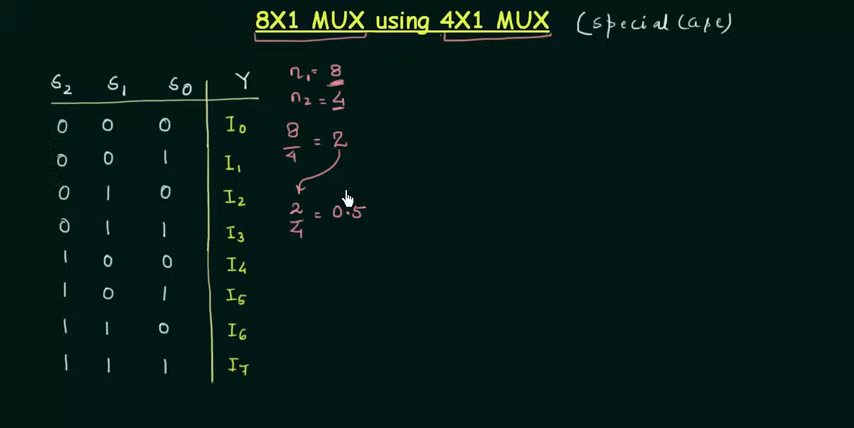 8X1 MUX using 4X1 MUX (special case)
S2 S1 S0 Y
0 0 0 I0
0 0 1 I1
0 1 0 I2
0 1 1 I3
1 0 0 I4
1 0 1 I5
1 1 0 I6
1 1 1 I7
n1 = 8
n2 = 4
8/4 = 2
2/4 = 0.5